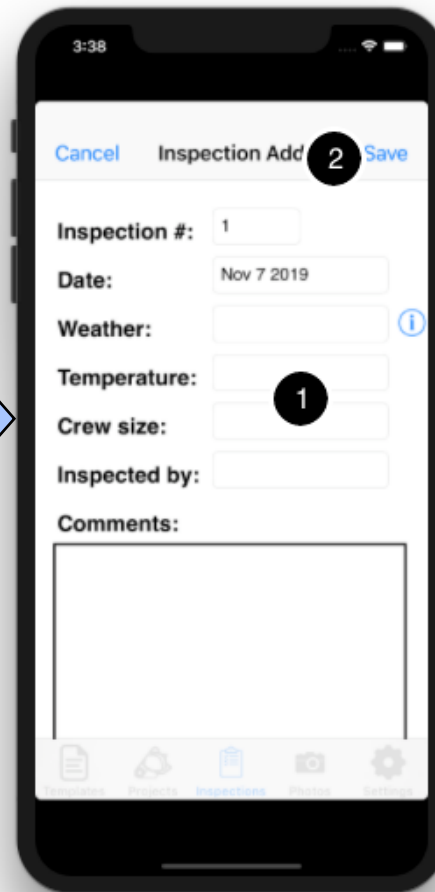 3:38
Cancel Inspection Add 2 Save
Inspection #: 1
Date: Nov 7 2019
Weather:
Temperature:
1
Crew size:
Inspected by:
Comments:
Templates Projects Inspections Photos Settings